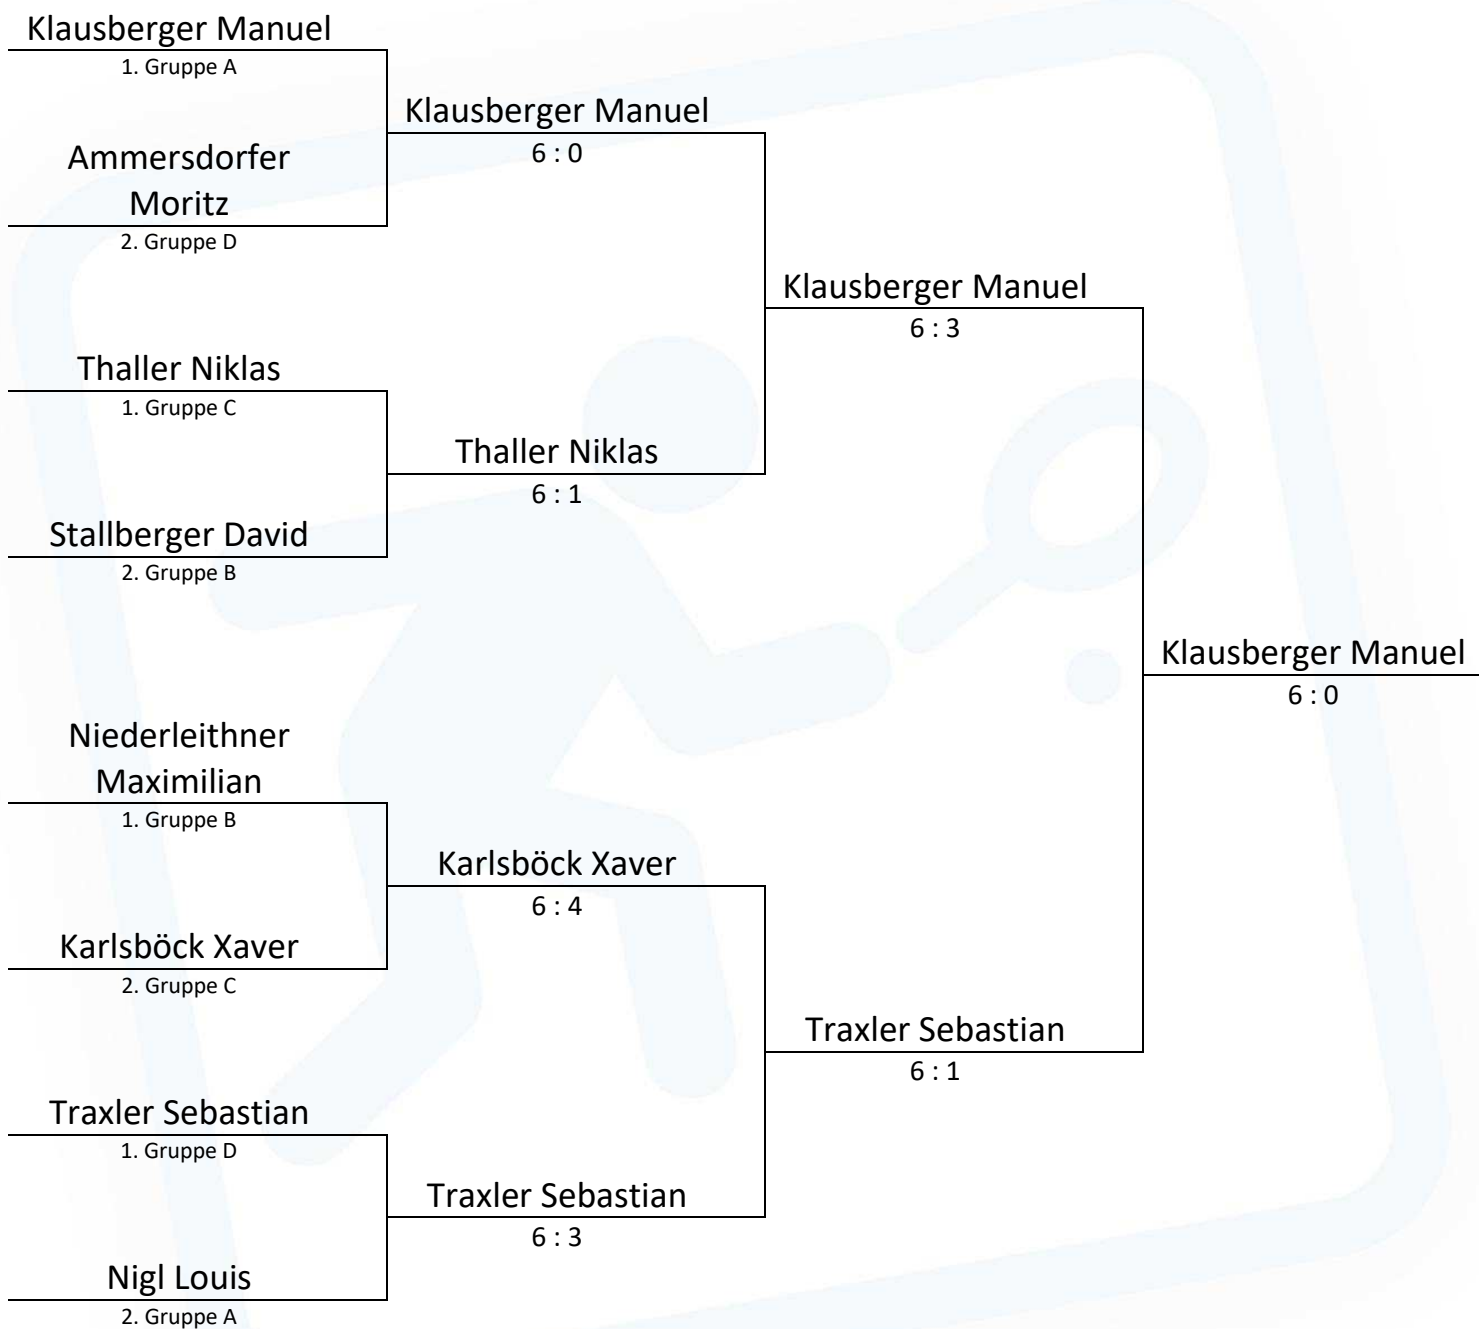 Klausberger Manuel
1. Gruppe A
Klausberger Manuel
6 : 0
Ammersdorfer
Moritz
2. Gruppe D
Klausberger Manuel
6 : 3
Thaller Niklas
1. Gruppe C
Thaller Niklas
6 : 1
Stallberger David
2. Gruppe B
Klausberger Manuel
6 : 0
Niederleithner
Maximilian
1. Gruppe B
Karlsböck Xaver
6 : 4
Karlsböck Xaver
2. Gruppe C
Traxler Sebastian
6 : 1
Traxler Sebastian
1. Gruppe D
Traxler Sebastian
6 : 3
Nigl Louis
2. Gruppe A